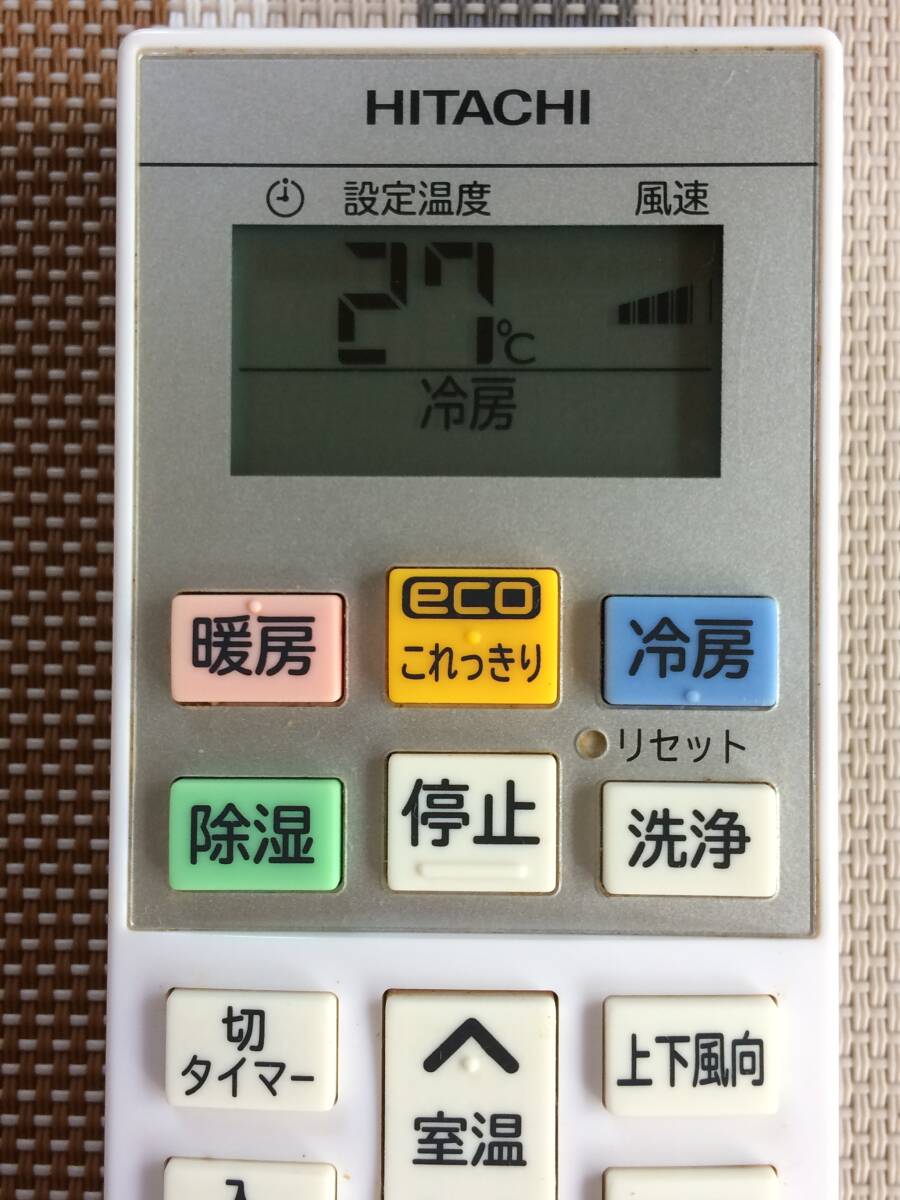 HITACHI
設定温度 風速
27℃
冷房
暖房
eco
これっきり
冷房
リセット
除湿
停止
洗浄
切
タイマー
室温
上下風向
入